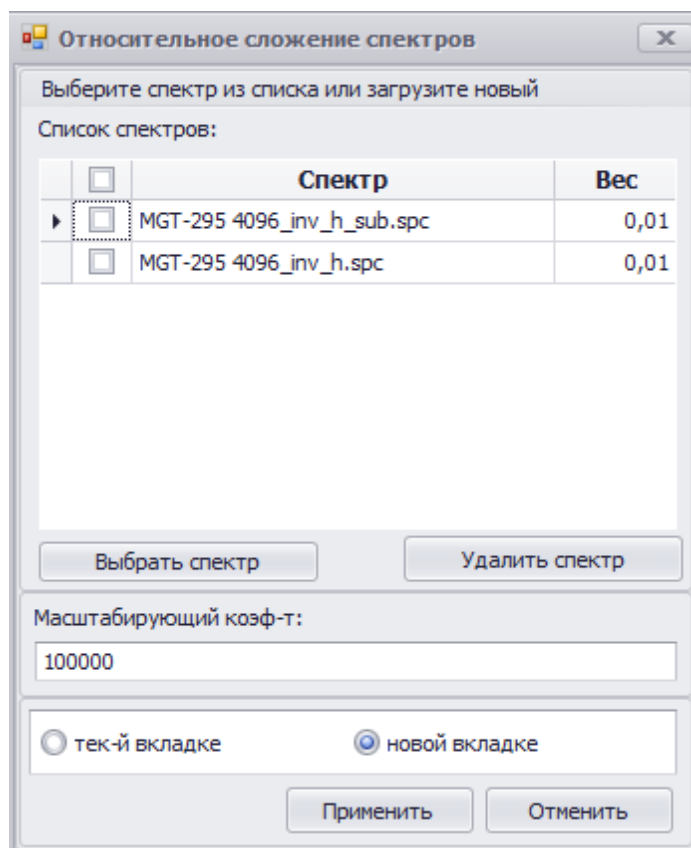 Относительное сложение спектров
Выберите спектр из списка или загрузите новый
Список спектров:
Спектр Вес
MGT-295 4096_inv_h_sub.spc 0,01
MGT-295 4096_inv_h.spc 0,01
Выбрать спектр Удалить спектр
Масштабирующий коэф-т:
100000
тек-й вкладке новой вкладке
Применить Отменить